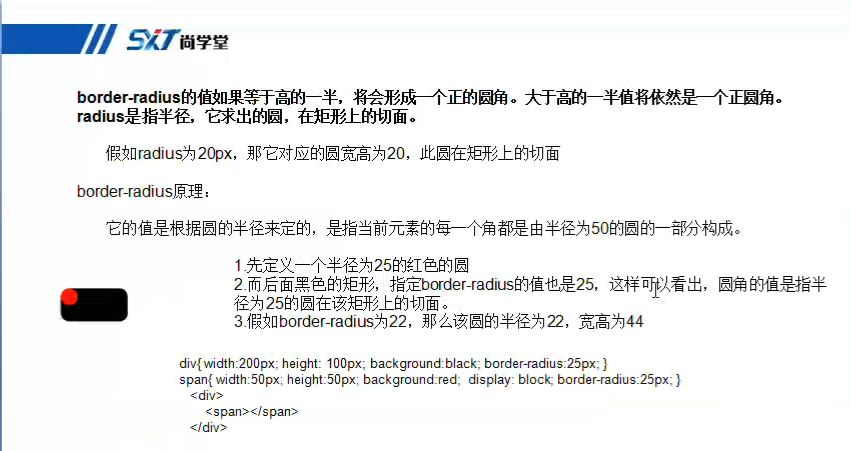 SXT尚学堂
border-radius的值如果等于高的一半，将会形成一个正的圆角。大于高的一半值将依然是一个正圆角。
radius是指半径，它求出的圆，在矩形上的切面。
假如radius为20px，那它对应的圆宽高为20，此圆在矩形上的切面
border-radius原理：
它的值是根据圆的半径来定的，是指当前元素的每一个角都是由半径为50的圆的一部分构成。
1.先定义一个半径为25的红色的圆
2.而后面黑色的矩形，指定border-radius的值也是25，这样可以看出，圆角的值是指半
径为25的圆在该矩形上的切面。
3.假如border-radius为22，那么该圆的半径为22，宽高为44
div{ width:200px; height: 100px; background:black; border-radius:25px; }
span{ width:50px; height:50px; background:red;  display: block; border-radius:25px; }
<div>
<span></span>
</div>